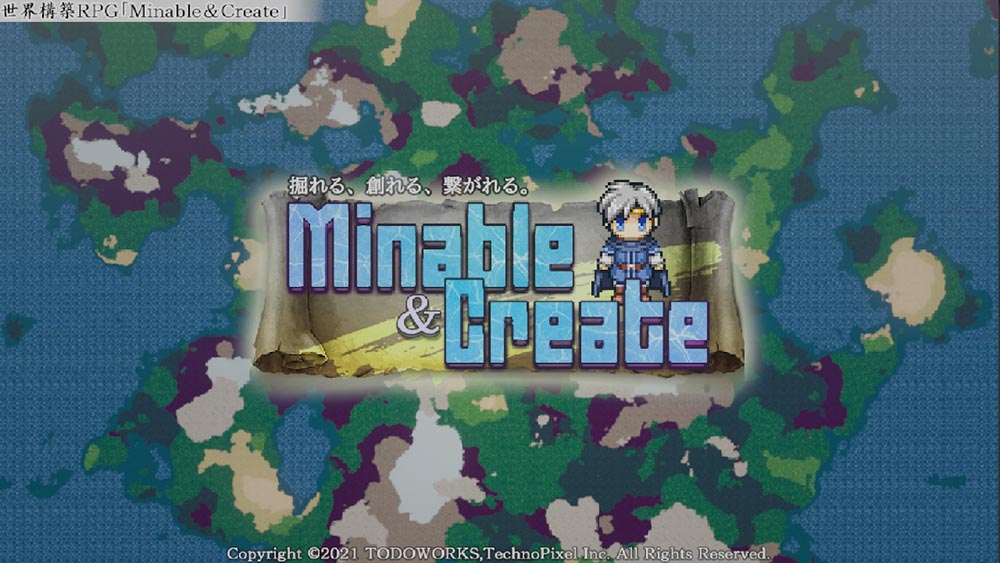 世界構築RPG「Minable＆Create」
掘れる、創れる、繋がれる。
Minable
&Create
Copyright ©2021 TODOWORKS,TechnoPixel Inc. All Rights Reserved.